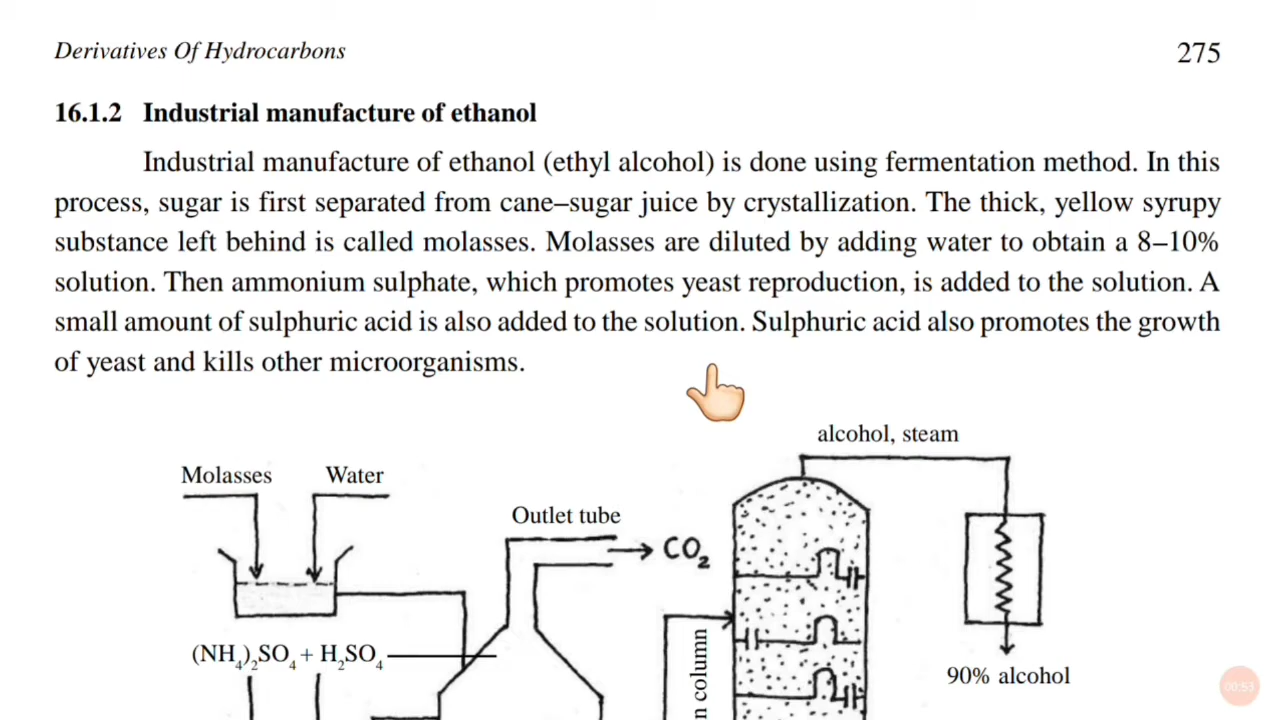 Derivatives Of Hydrocarbons
275
16.1.2 Industrial manufacture of ethanol
Industrial manufacture of ethanol (ethyl alcohol) is done using fermentation method. In this
process, sugar is first separated from cane–sugar juice by crystallization. The thick, yellow syrupy
substance left behind is called molasses. Molasses are diluted by adding water to obtain a 8–10%
solution. Then ammonium sulphate, which promotes yeast reproduction, is added to the solution. A
small amount of sulphuric acid is also added to the solution. Sulphuric acid also promotes the growth
of yeast and kills other microorganisms.
alcohol, steam
Molasses
Water
Outlet tube
CO₂
(NH₄)₂SO₄ + H₂SO₄
n column
90% alcohol
00:53